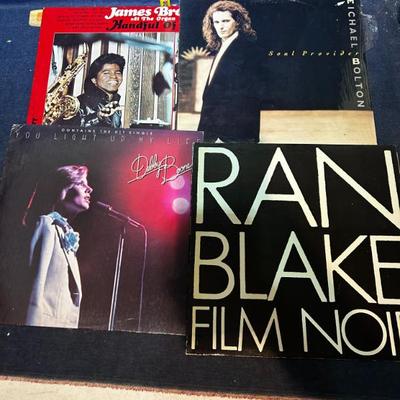 James Br
At The Organ
Handful Of
MICHAEL BOLTON
Soul Provider
CONTAINS THE HIT SINGLE
YOU LIGHT UP MY LIFE
Debby Boone
RAN
BLAKE
FILM NOIR